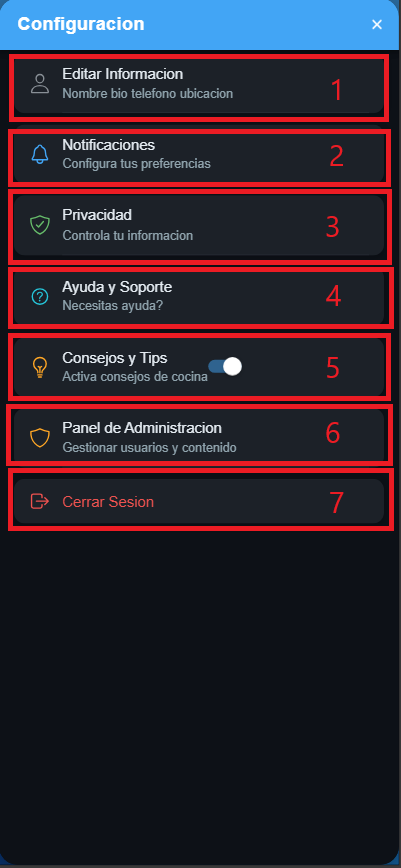 Configuracion ×
Editar Informacion
Nombre bio telefono ubicacion
1
Notificaciones
Configura tus preferencias
2
Privacidad
Controla tu informacion
3
Ayuda y Soporte
Necesitas ayuda?
4
Consejos y Tips
Activa consejos de cocina
5
Panel de Administracion
Gestionar usuarios y contenido
6
Cerrar Sesion
7